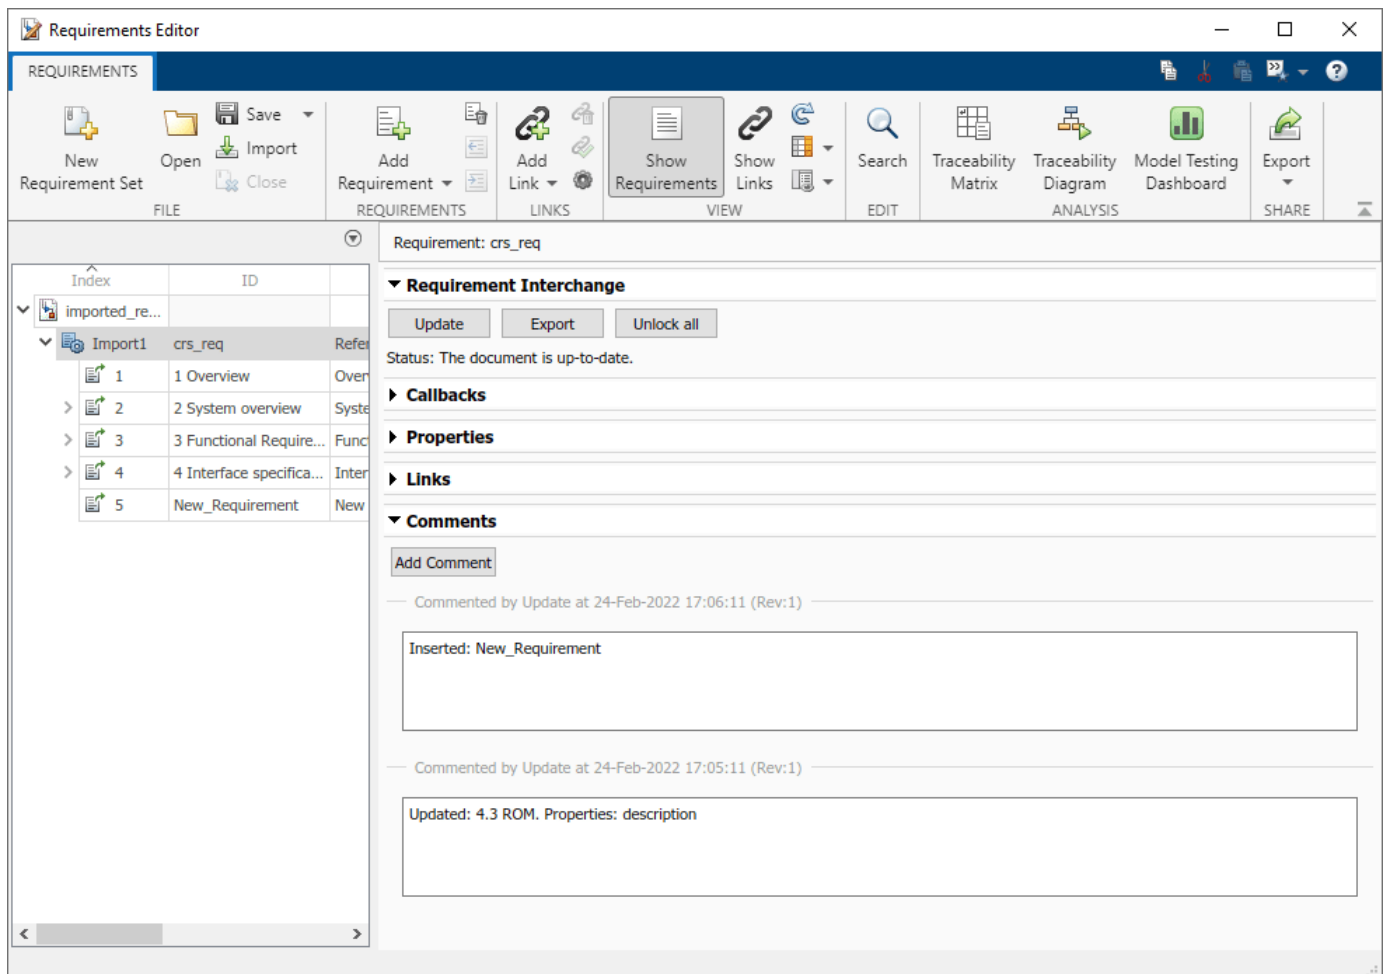 Requirements Editor
REQUIREMENTS
New
Requirement Set
Open
Save
Import
Close
FILE
Add
Requirement
REQUIREMENTS
Add
Link
LINKS
Show
Requirements
Show
Links
VIEW
Search
EDIT
Traceability
Matrix
Traceability
Diagram
Model Testing
Dashboard
ANALYSIS
Export
SHARE
Index ID
imported_re...
Import1 crs_req Refer
1 1 Overview Over
2 2 System overview Syste
3 3 Functional Require... Func
4 4 Interface specifica... Inter
5 New_Requirement New
Requirement: crs_req
Requirement Interchange
Update Export Unlock all
Status: The document is up-to-date.
Callbacks
Properties
Links
Comments
Add Comment
Commented by Update at 24-Feb-2022 17:06:11 (Rev:1)
Inserted: New_Requirement
Commented by Update at 24-Feb-2022 17:05:11 (Rev:1)
Updated: 4.3 ROM. Properties: description